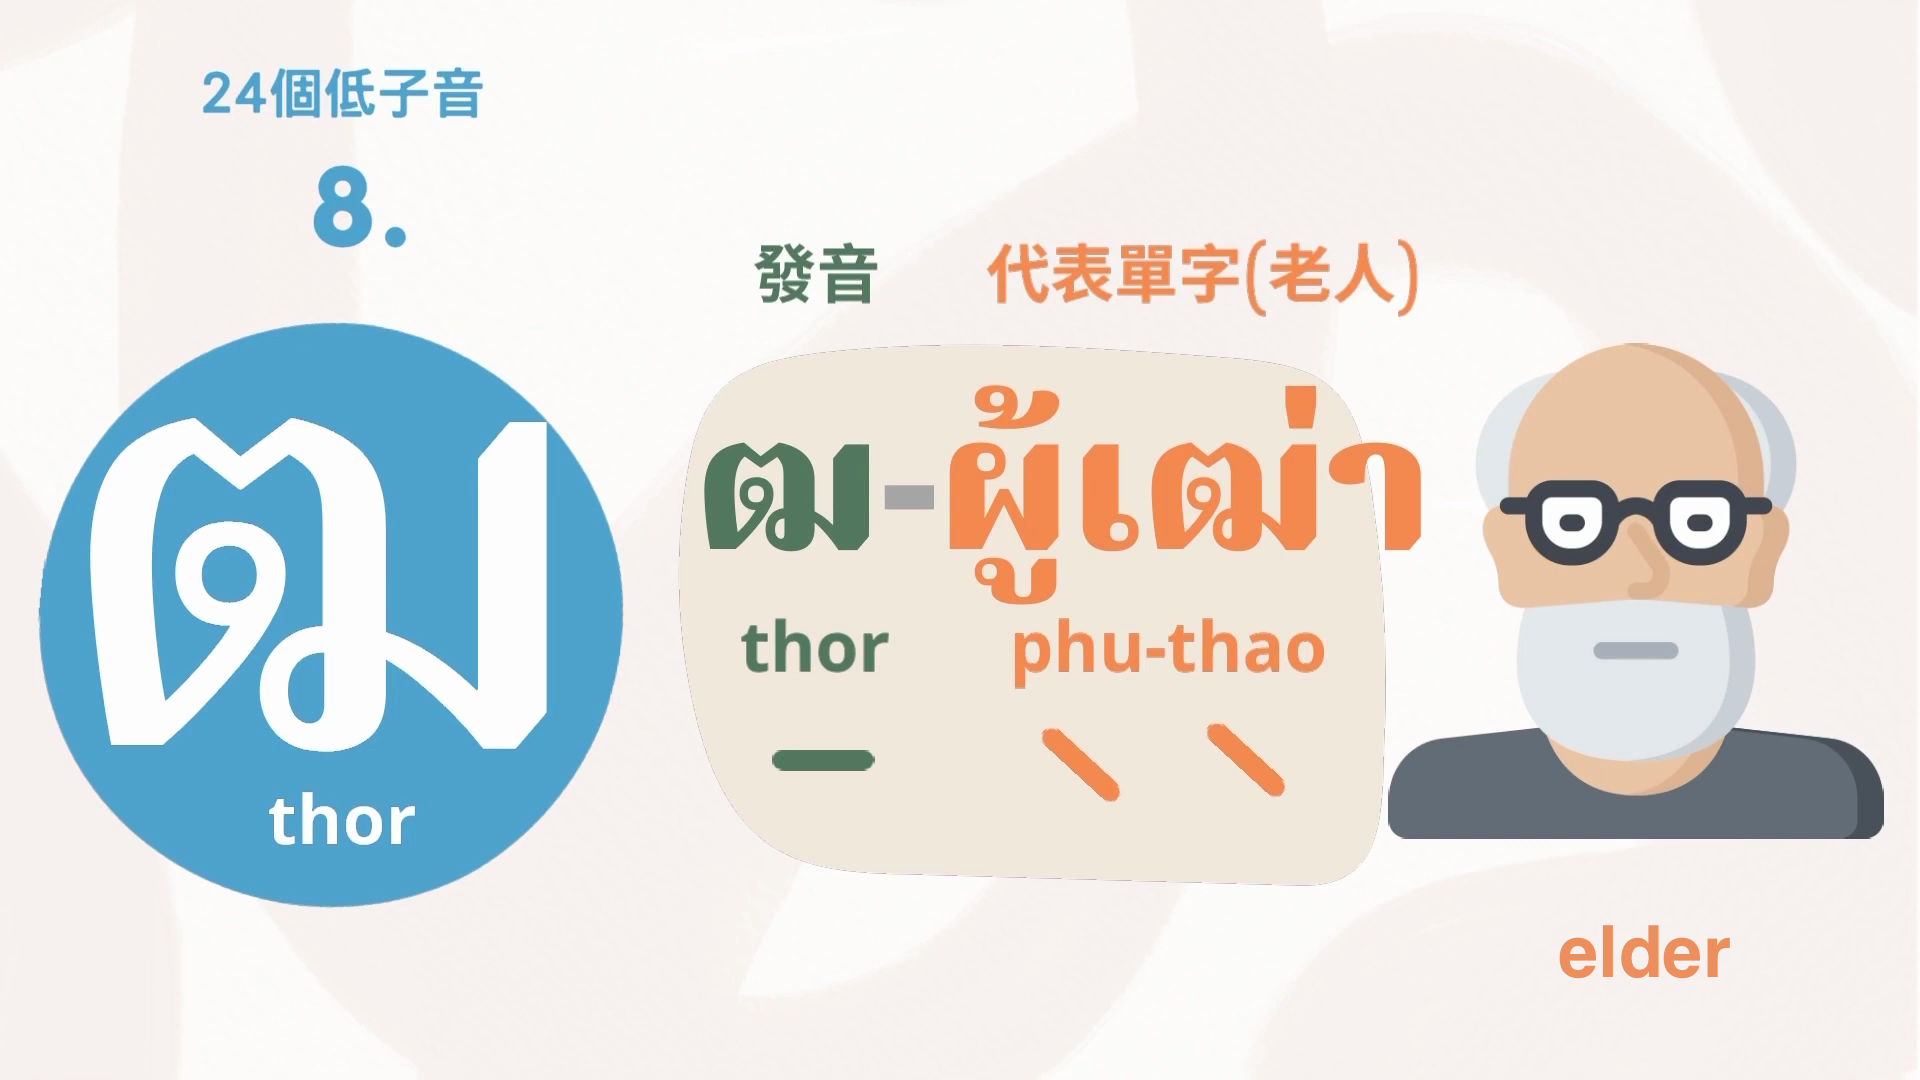 24個低子音
8.
發音
代表單字(老人)
ฒ
thor
ฒ-ผู้เฒ่า
thor
phu-thao
elder